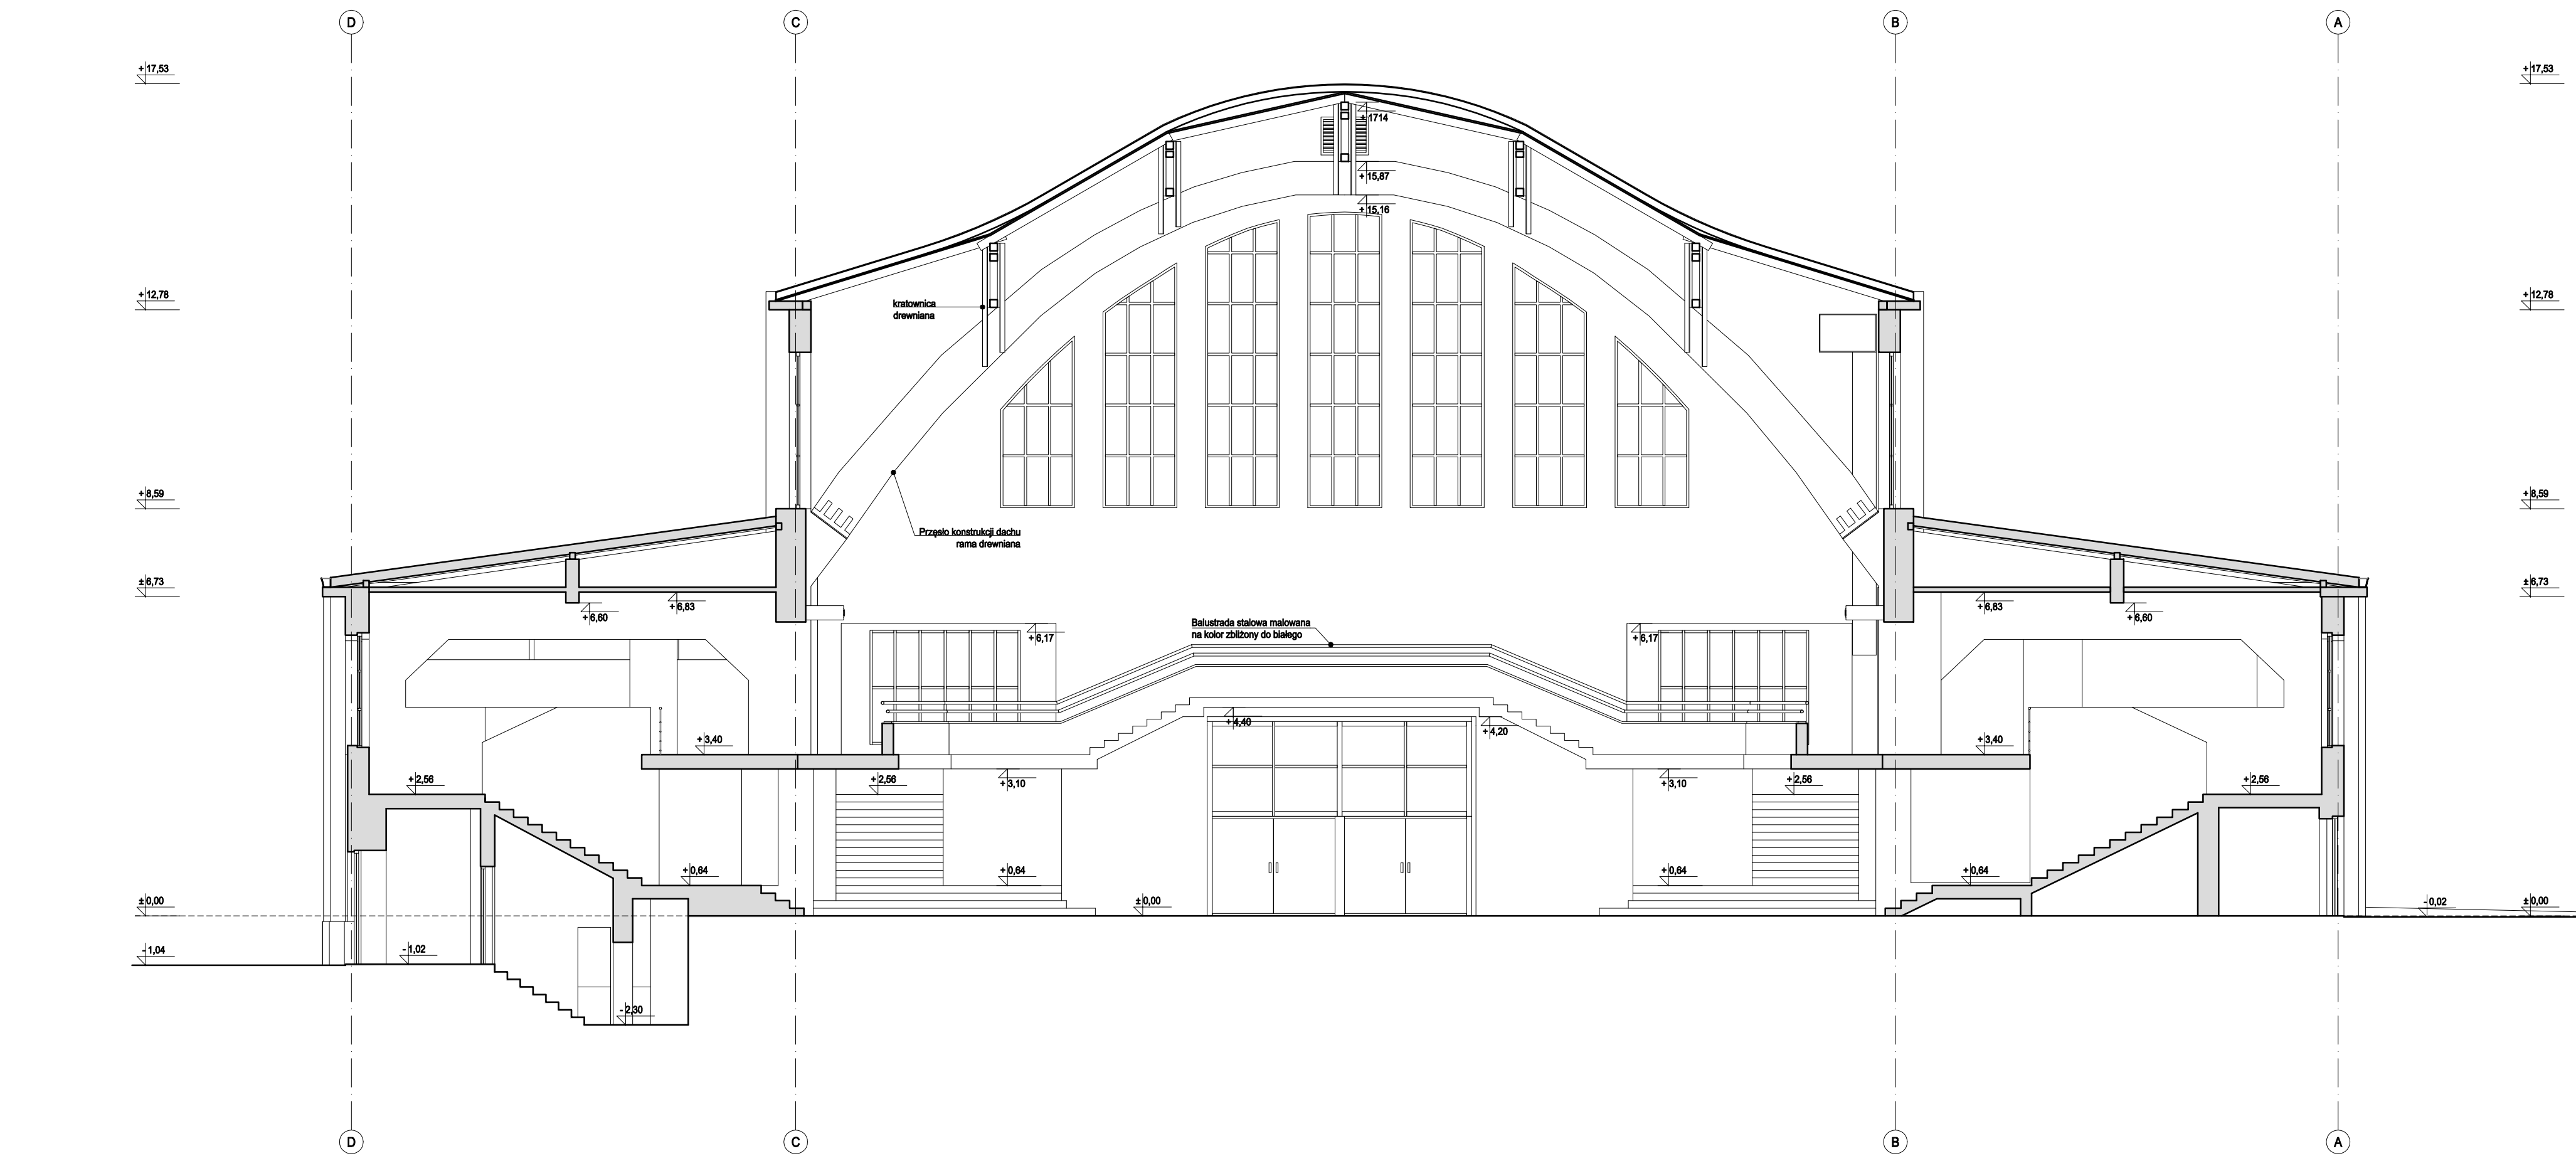 D
C
B
A
+ 17,53
+ 17,53
+ 1714
+ 15,87
+ 15,16
+ 12,78
+ 12,78
kratownica
drewniana
+ 8,59
+ 8,59
Przęsło konstrukcji dachu
rama drewniana
± 6,73
± 6,73
+ 6,60
+ 6,83
+ 6,83
+ 6,60
Balustrada stalowa malowana
na kolor zbliżony do białego
+ 6,17
+ 6,17
+ 4,40
+ 4,20
+ 3,40
+ 3,40
+ 2,56
+ 2,56
+ 3,10
+ 3,10
+ 2,56
+ 2,56
+ 0,64
+ 0,64
+ 0,64
+ 0,64
± 0,00
± 0,00
- 0,02
± 0,00
- 1,04
- 1,02
- 2,30
D
C
B
A